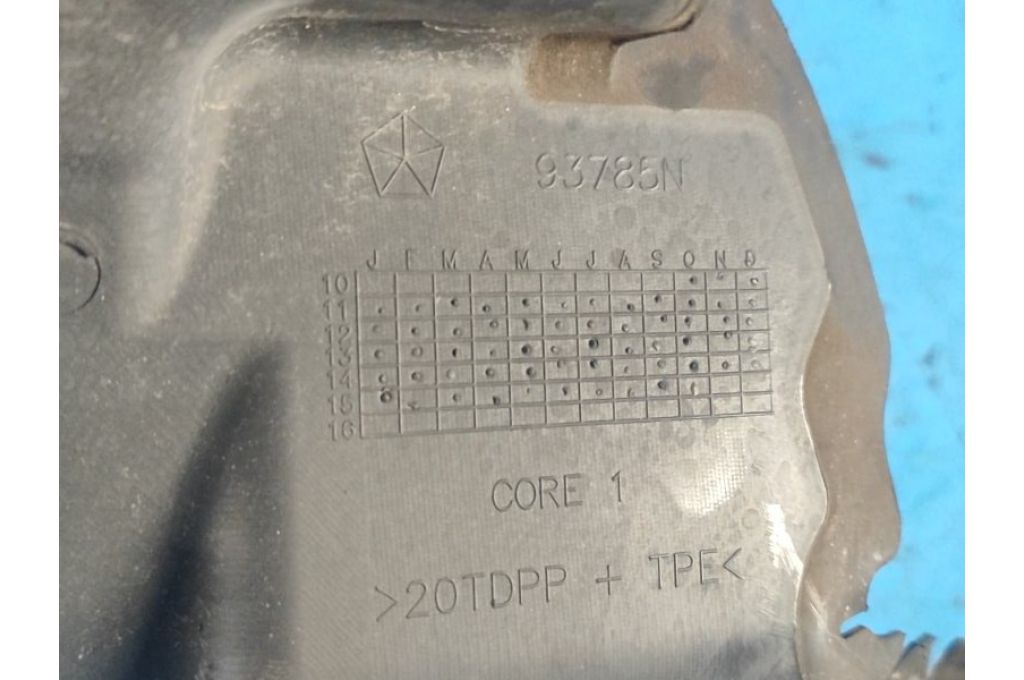 93785N
J F M A M J J A S O N D
10
11
12
13
14
15
16
CORE 1
>20TDPP + TPE<